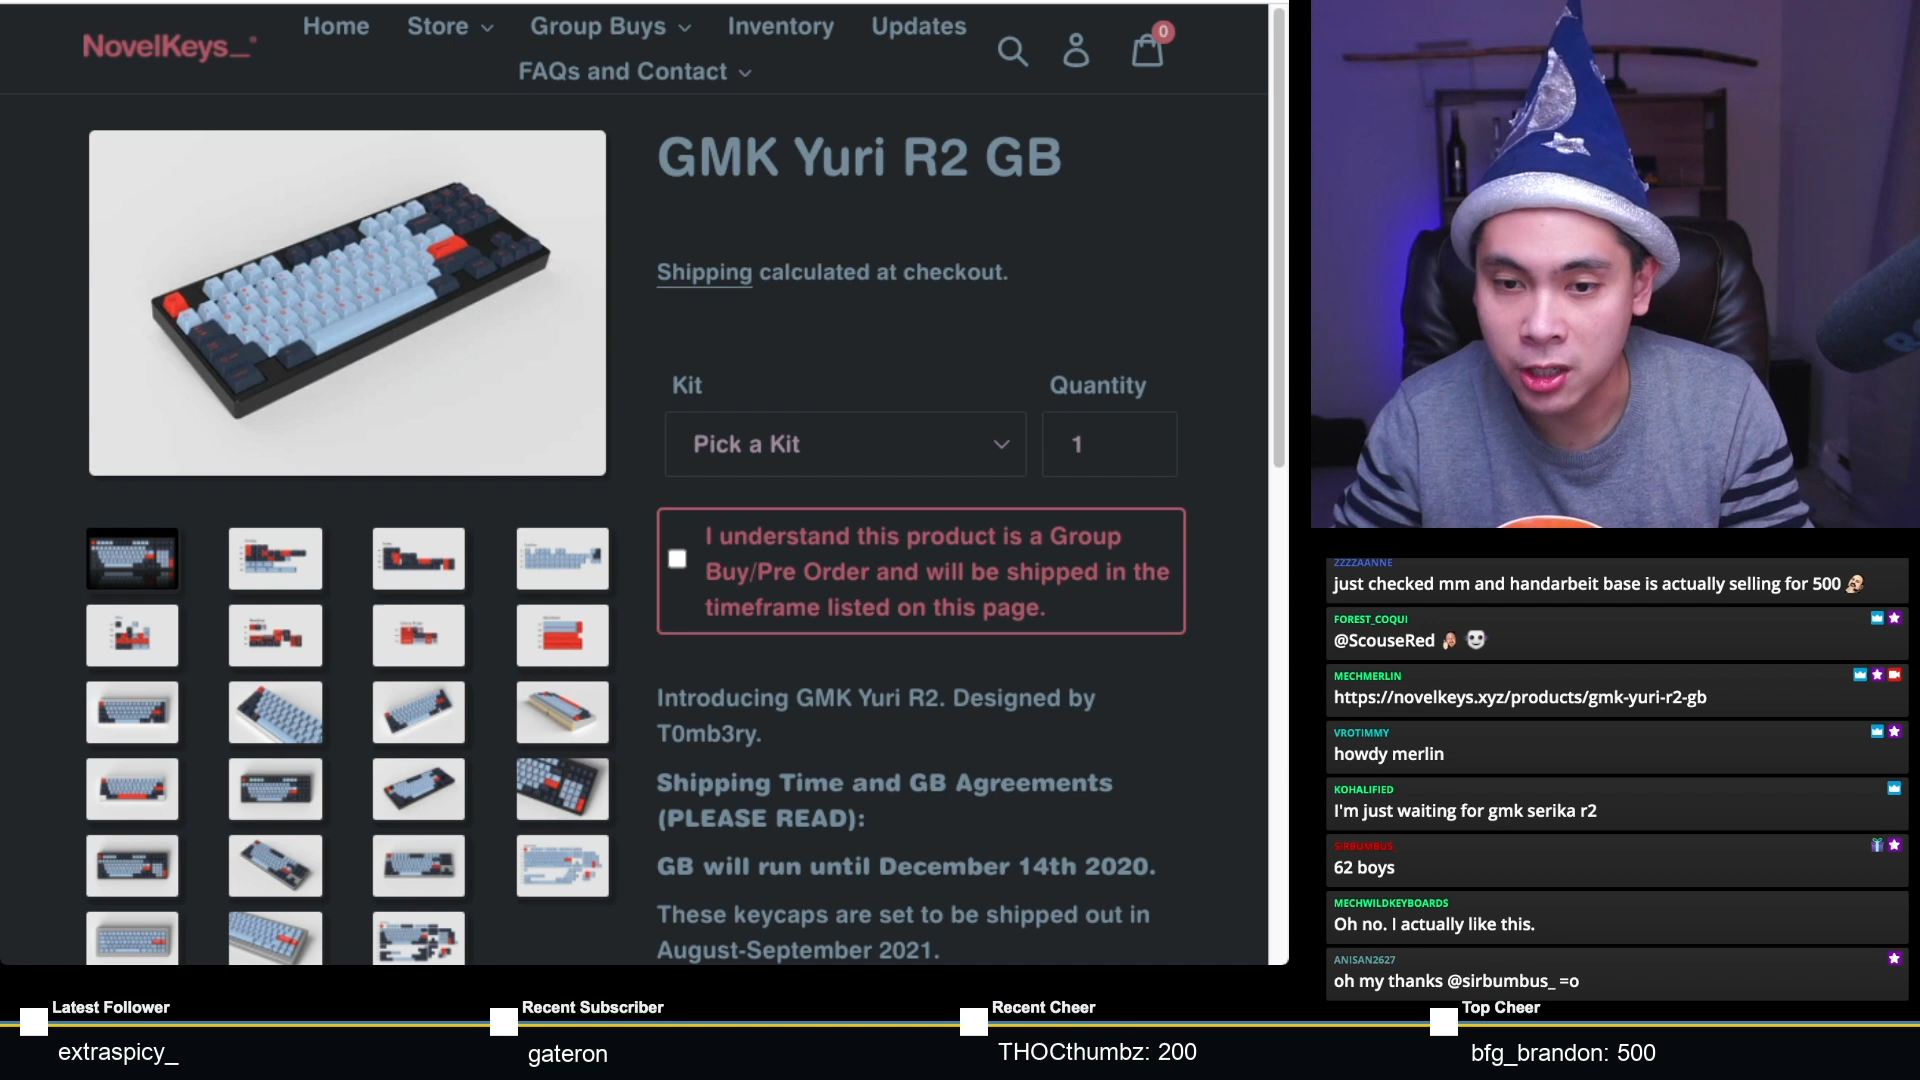 NovelKeys_
Home
Store
Group Buys
Inventory
Updates
FAQs and Contact
0
GMK Yuri R2 GB
Shipping calculated at checkout.
Kit
Quantity
Pick a Kit
1
I understand this product is a Group
Buy/Pre Order and will be shipped in the
timeframe listed on this page.
Introducing GMK Yuri R2. Designed by
T0mb3ry.
Shipping Time and GB Agreements
(PLEASE READ):
GB will run until December 14th 2020.
These keycaps are set to be shipped out in
August-September 2021.
ZZZZAANNE
just checked mm and handarbeit base is actually selling for 500
FOREST_COQUI
@ScouseRed
MECHMERLIN
https://novelkeys.xyz/products/gmk-yuri-r2-gb
VROTIMMY
howdy merlin
KOHALIFIED
I'm just waiting for gmk serika r2
SIRBUMBUS_
62 boys
MECHWILDKEYBOARDS
Oh no. I actually like this.
ANISAN2627
oh my thanks @sirbumbus_ =o
Latest Follower
extraspicy_
Recent Subscriber
gateron
Recent Cheer
THOCthumbz: 200
Top Cheer
bfg_brandon: 500